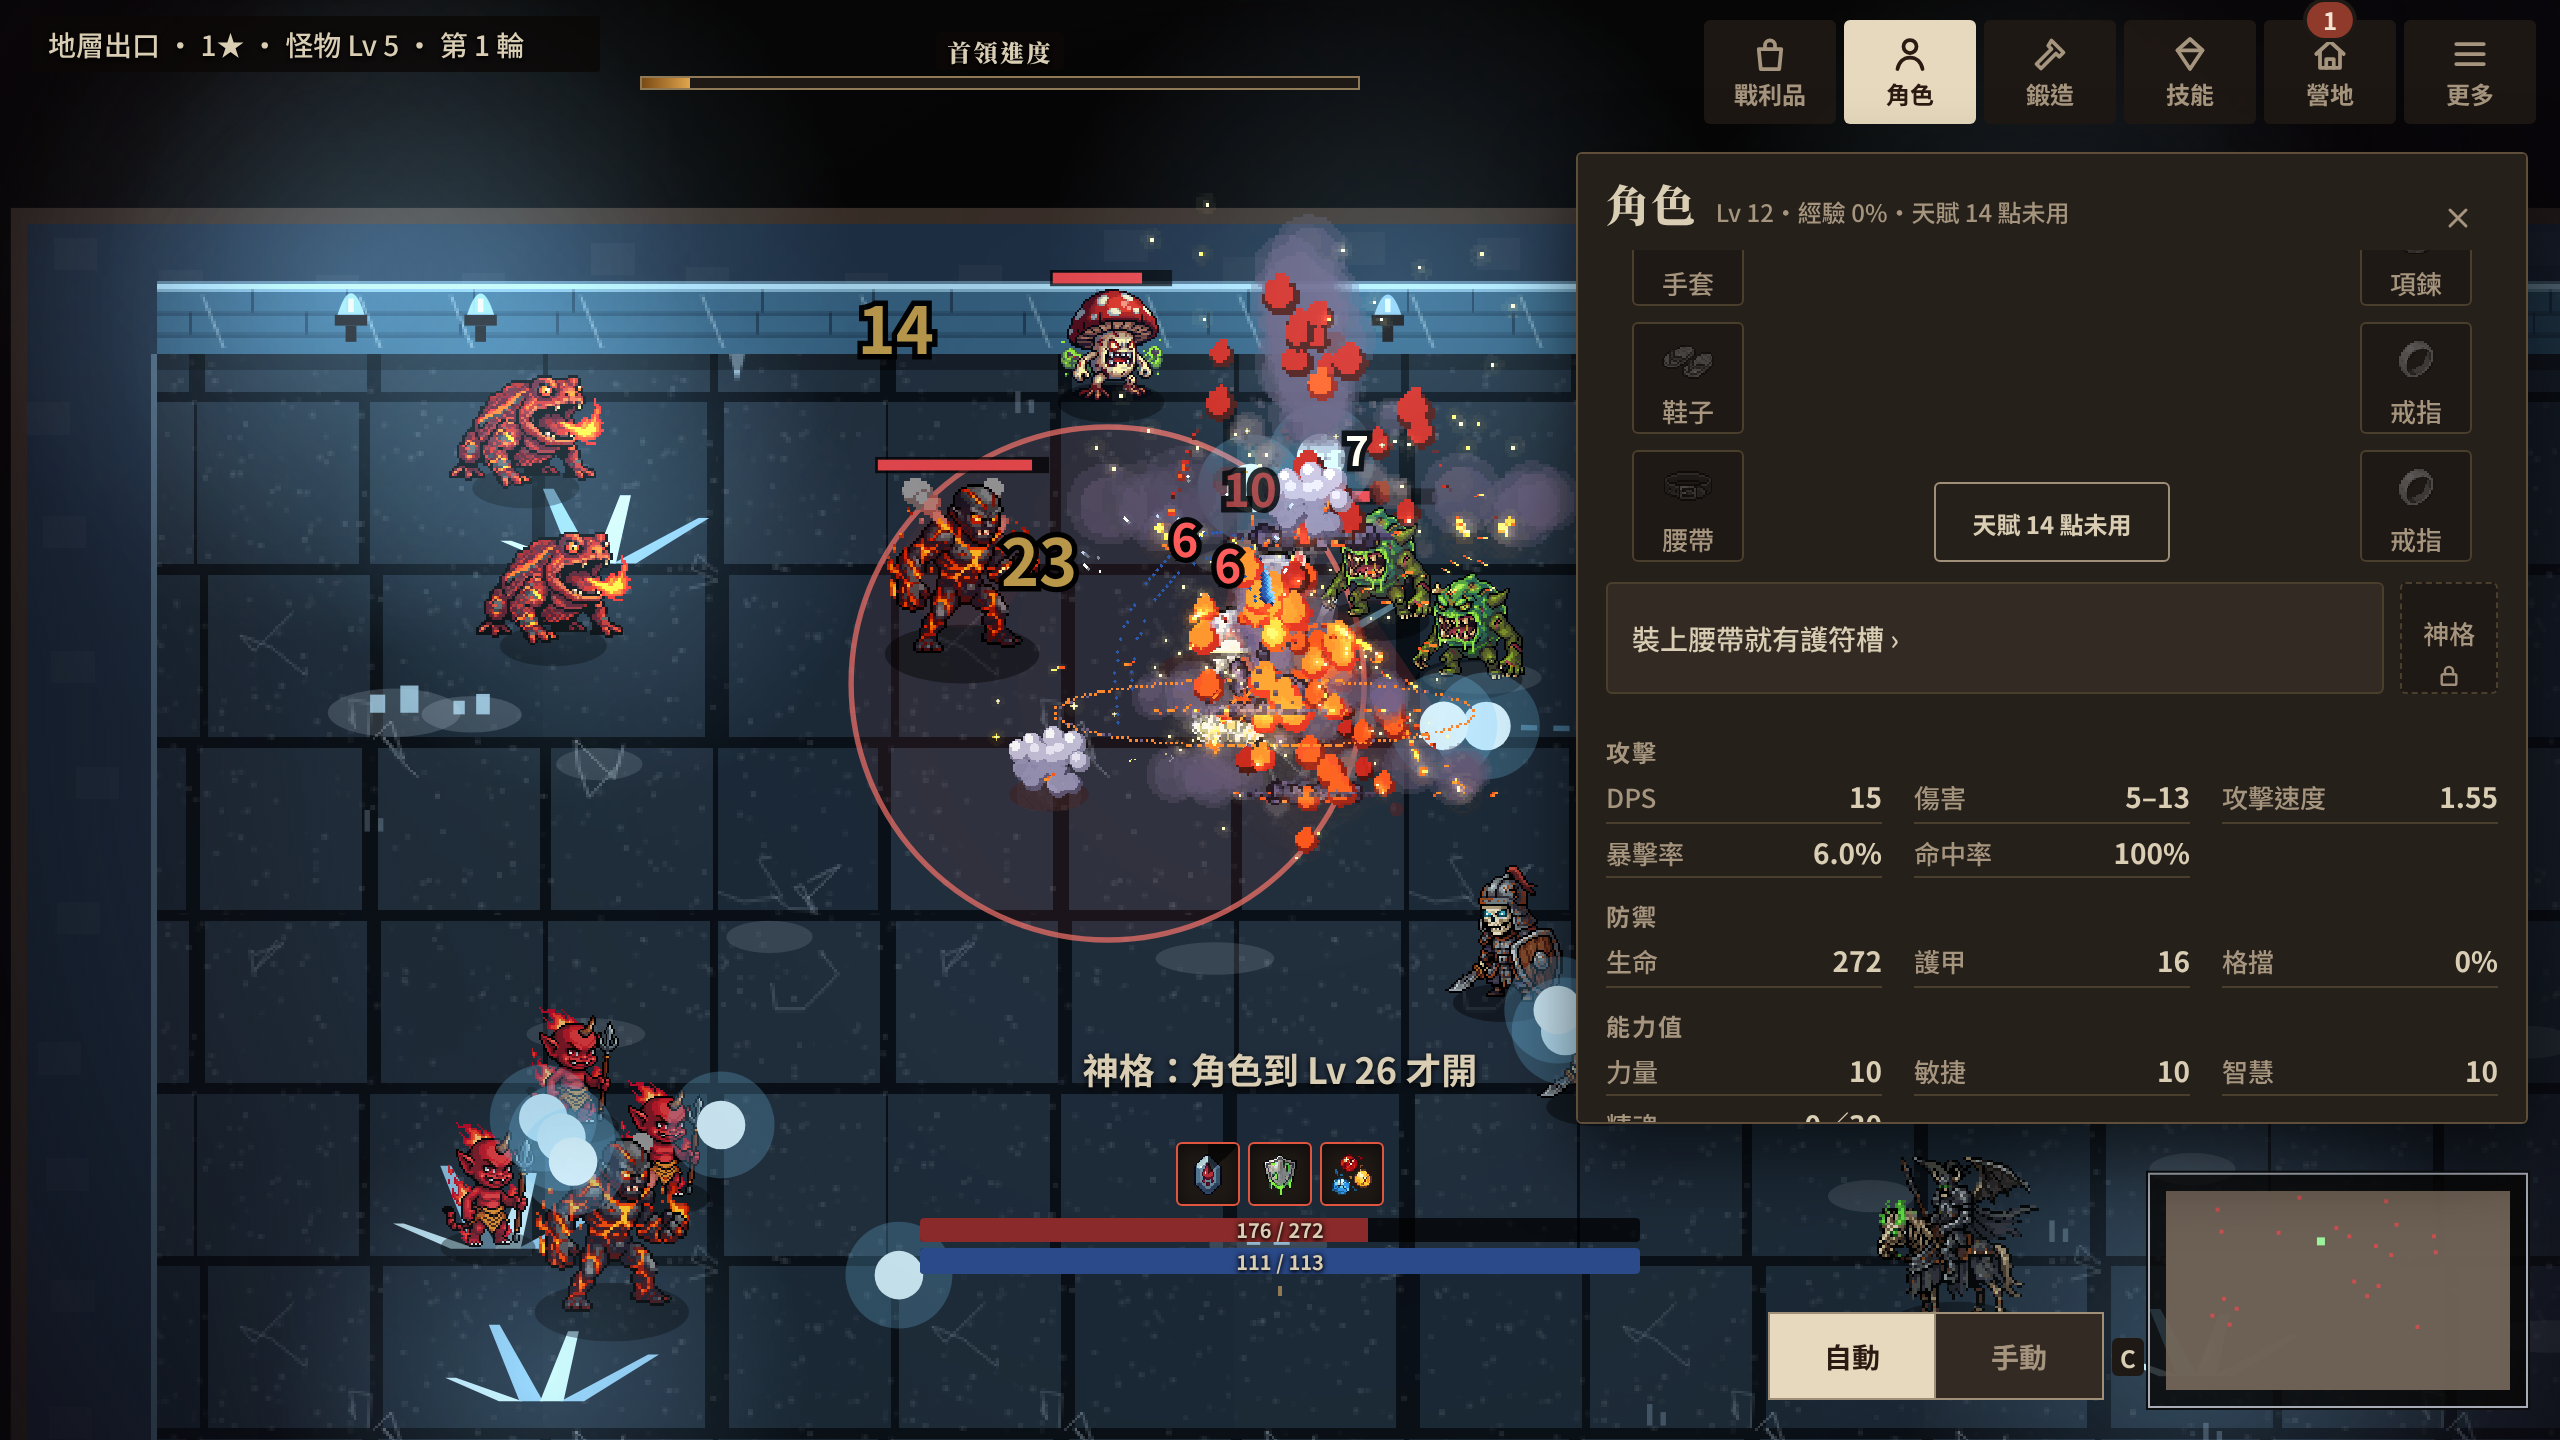 地層出口 · 1★ · 怪物 Lv 5 · 第 1 輪
首領進度
戰利品
角色
鍛造
技能
1
營地
更多
角色 Lv 12·經驗 0%·天賦 14 點未用
手套
項鍊
鞋子
戒指
腰帶
戒指
天賦 14 點未用
裝上腰帶就有護符槽 ›
神格
攻擊
DPS 15 傷害 5–13 攻擊速度 1.55
暴擊率 6.0% 命中率 100%
防禦
生命 272 護甲 16 格擋 0%
能力值
力量 10 敏捷 10 智慧 10
14
7
10
6
6
23
神格：角色到 Lv 26 才開
176 / 272
111 / 113
自動
手動
C